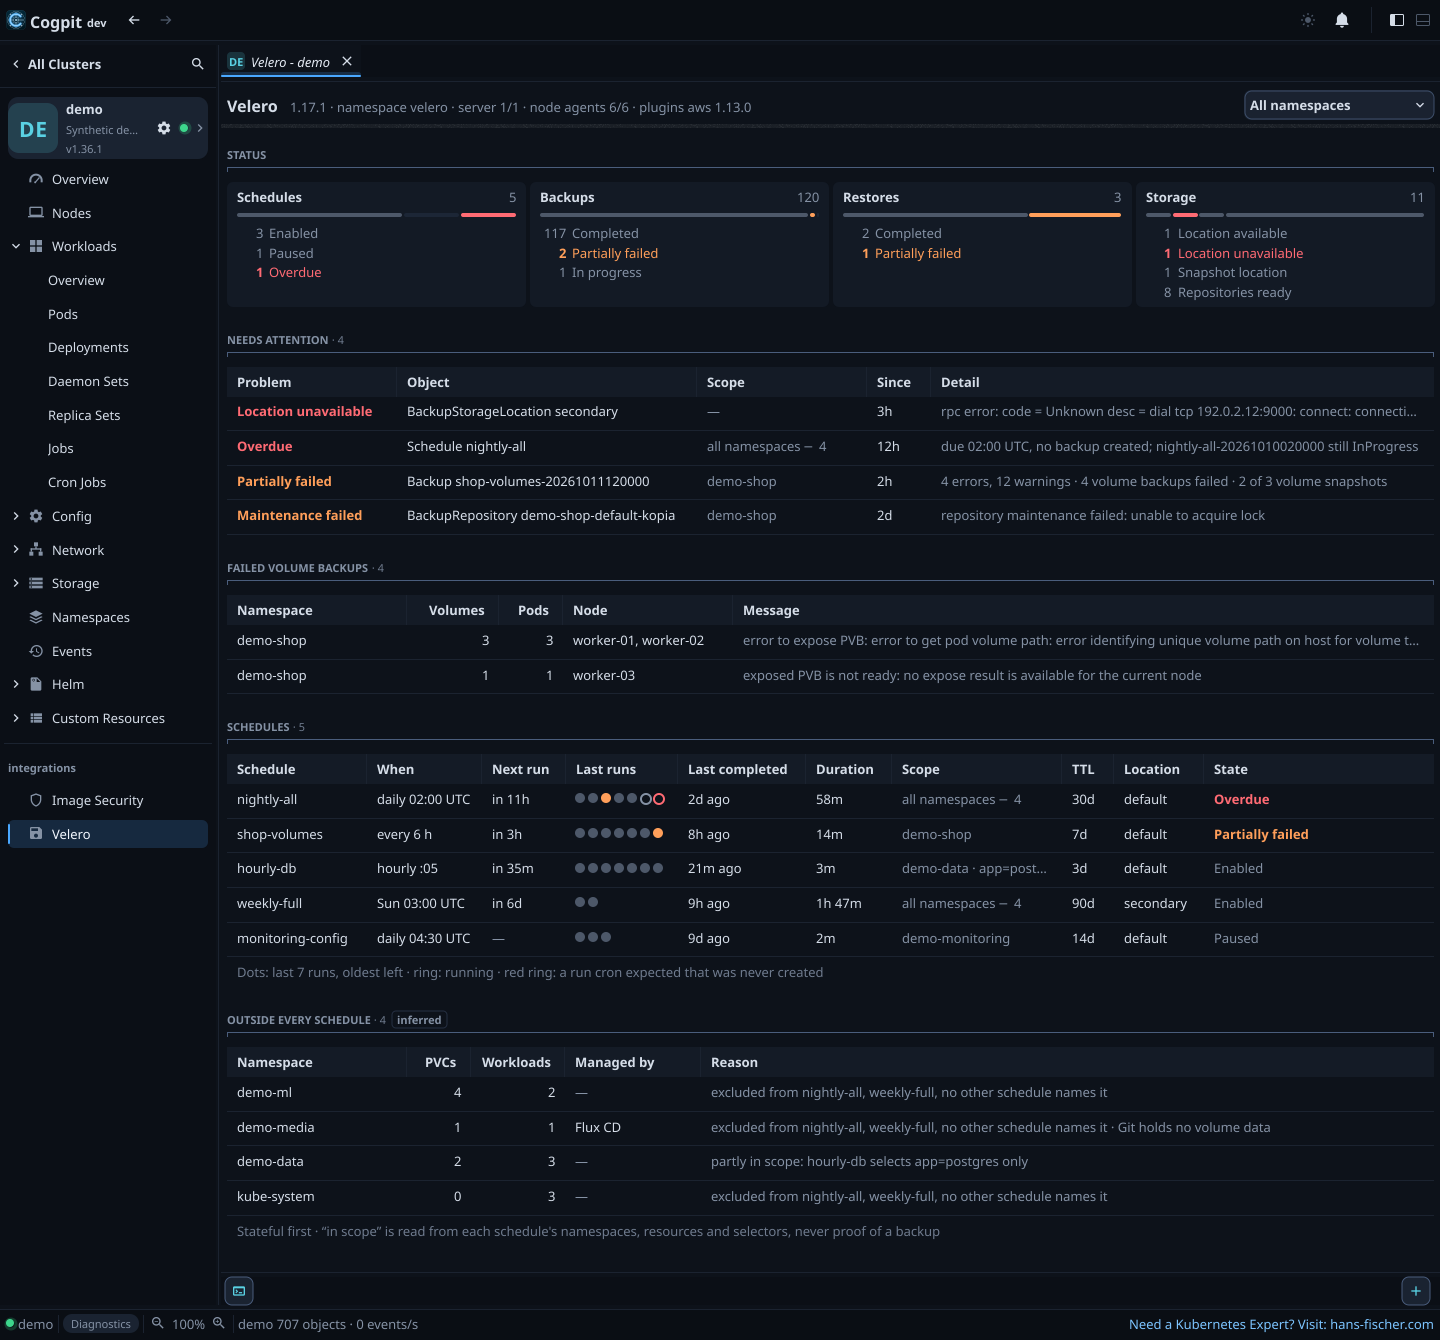 Cogpit dev
All Clusters
DE Velero - demo
DE
demo
Synthetic de...
v1.36.1
Overview
Nodes
Workloads
Overview
Pods
Deployments
Daemon Sets
Replica Sets
Jobs
Cron Jobs
Config
Network
Storage
Namespaces
Events
Helm
Custom Resources
integrations
Image Security
Velero
Velero 1.17.1 · namespace velero · server 1/1 · node agents 6/6 · plugins aws 1.13.0
All namespaces
STATUS
Schedules 5
3 Enabled
1 Paused
1 Overdue
Backups 120
117 Completed
2 Partially failed
1 In progress
Restores 3
2 Completed
1 Partially failed
Storage 11
1 Location available
1 Location unavailable
1 Snapshot location
8 Repositories ready
NEEDS ATTENTION · 4
Problem Object Scope Since Detail
Location unavailable BackupStorageLocation secondary — 3h rpc error: code = Unknown desc = dial tcp 192.0.2.12:9000: connect: connecti...
Overdue Schedule nightly-all all namespaces − 4 12h due 02:00 UTC, no backup created; nightly-all-20261010020000 still InProgress
Partially failed Backup shop-volumes-20261011120000 demo-shop 2h 4 errors, 12 warnings · 4 volume backups failed · 2 of 3 volume snapshots
Maintenance failed BackupRepository demo-shop-default-kopia demo-shop 2d repository maintenance failed: unable to acquire lock
FAILED VOLUME BACKUPS · 4
Namespace Volumes Pods Node Message
demo-shop 3 3 worker-01, worker-02 error to expose PVB: error to get pod volume path: error identifying unique volume path on host for volume t...
demo-shop 1 1 worker-03 exposed PVB is not ready: no expose result is available for the current node
SCHEDULES · 5
Schedule When Next run Last runs Last completed Duration Scope TTL Location State
nightly-all daily 02:00 UTC in 11h 2d ago 58m all namespaces − 4 30d default Overdue
shop-volumes every 6 h in 3h 8h ago 14m demo-shop 7d default Partially failed
hourly-db hourly :05 in 35m 21m ago 3m demo-data · app=post... 3d default Enabled
weekly-full Sun 03:00 UTC in 6d 9h ago 1h 47m all namespaces − 4 90d secondary Enabled
monitoring-config daily 04:30 UTC — 9d ago 2m demo-monitoring 14d default Paused
Dots: last 7 runs, oldest left · ring: running · red ring: a run cron expected that was never created
OUTSIDE EVERY SCHEDULE · 4 inferred
Namespace PVCs Workloads Managed by Reason
demo-ml 4 2 — excluded from nightly-all, weekly-full, no other schedule names it
demo-media 1 1 Flux CD excluded from nightly-all, weekly-full, no other schedule names it · Git holds no volume data
demo-data 2 3 — partly in scope: hourly-db selects app=postgres only
kube-system 0 3 — excluded from nightly-all, weekly-full, no other schedule names it
Stateful first · “in scope” is read from each schedule's namespaces, resources and selectors, never proof of a backup
demo Diagnostics 100% demo 707 objects · 0 events/s Need a Kubernetes Expert? Visit: hans-fischer.com